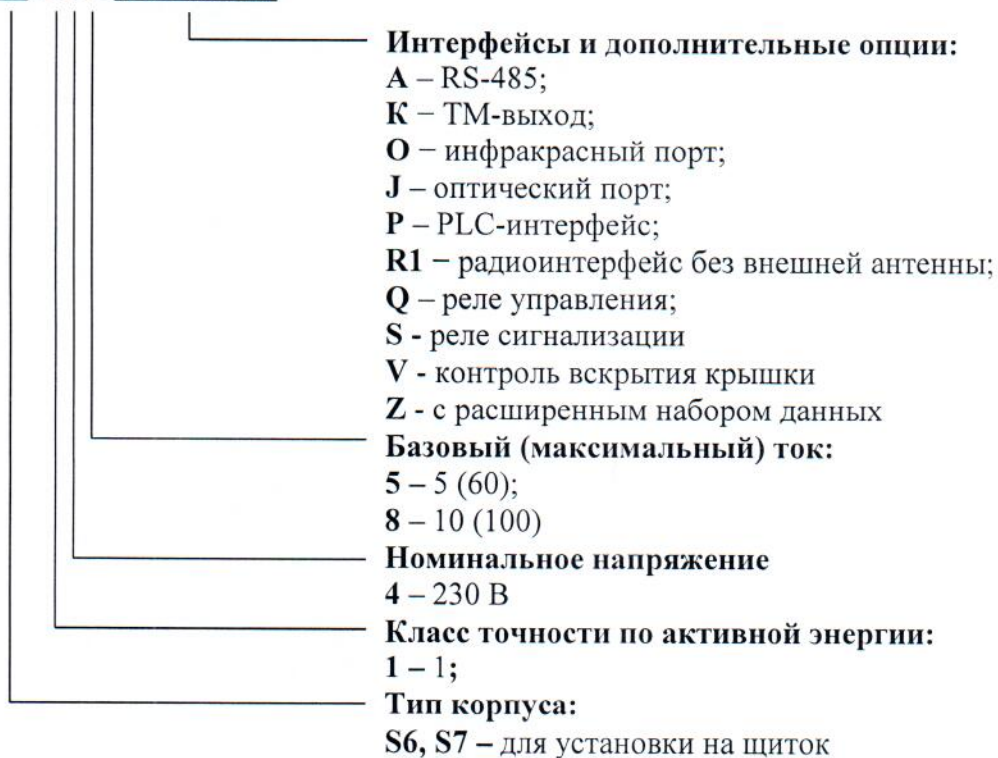 Интерфейсы и дополнительные опции:
А – RS-485;
К – ТМ-выход;
О – инфракрасный порт;
J – оптический порт;
Р – PLC-интерфейс;
R1 – радиоинтерфейс без внешней антенны;
Q – реле управления;
S - реле сигнализации
V - контроль вскрытия крышки
Z - с расширенным набором данных
Базовый (максимальный) ток:
5 – 5 (60);
8 – 10 (100)
Номинальное напряжение
4 – 230 В
Класс точности по активной энергии:
1 – 1;
Тип корпуса:
S6, S7 – для установки на щиток